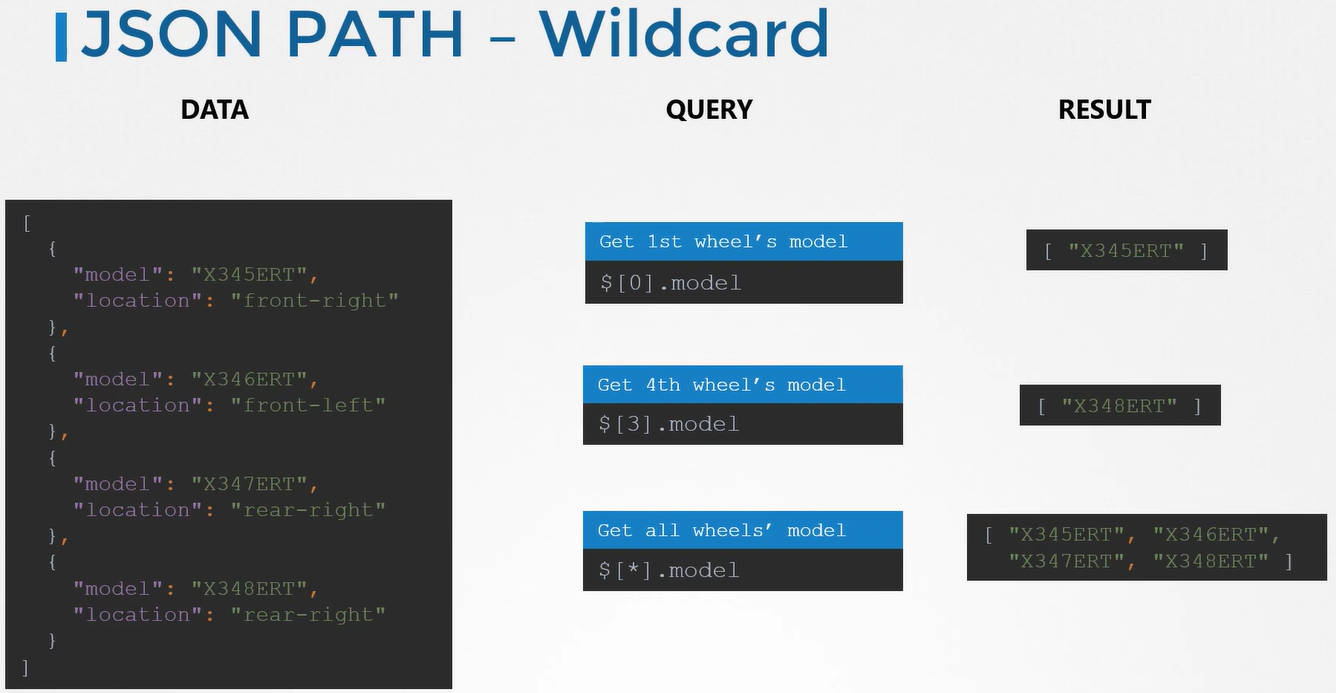 JSON PATH – Wildcard
DATA
[
{
"model": "X345ERT",
"location": "front-right"
},
{
"model": "X346ERT",
"location": "front-left"
},
{
"model": "X347ERT",
"location": "rear-right"
},
{
"model": "X348ERT",
"location": "rear-right"
}
]
QUERY
Get 1st wheel’s model
$[0].model
Get 4th wheel’s model
$[3].model
Get all wheels’ model
$[*].model
RESULT
[ "X345ERT" ]
[ "X348ERT" ]
[ "X345ERT", "X346ERT",
"X347ERT", "X348ERT" ]